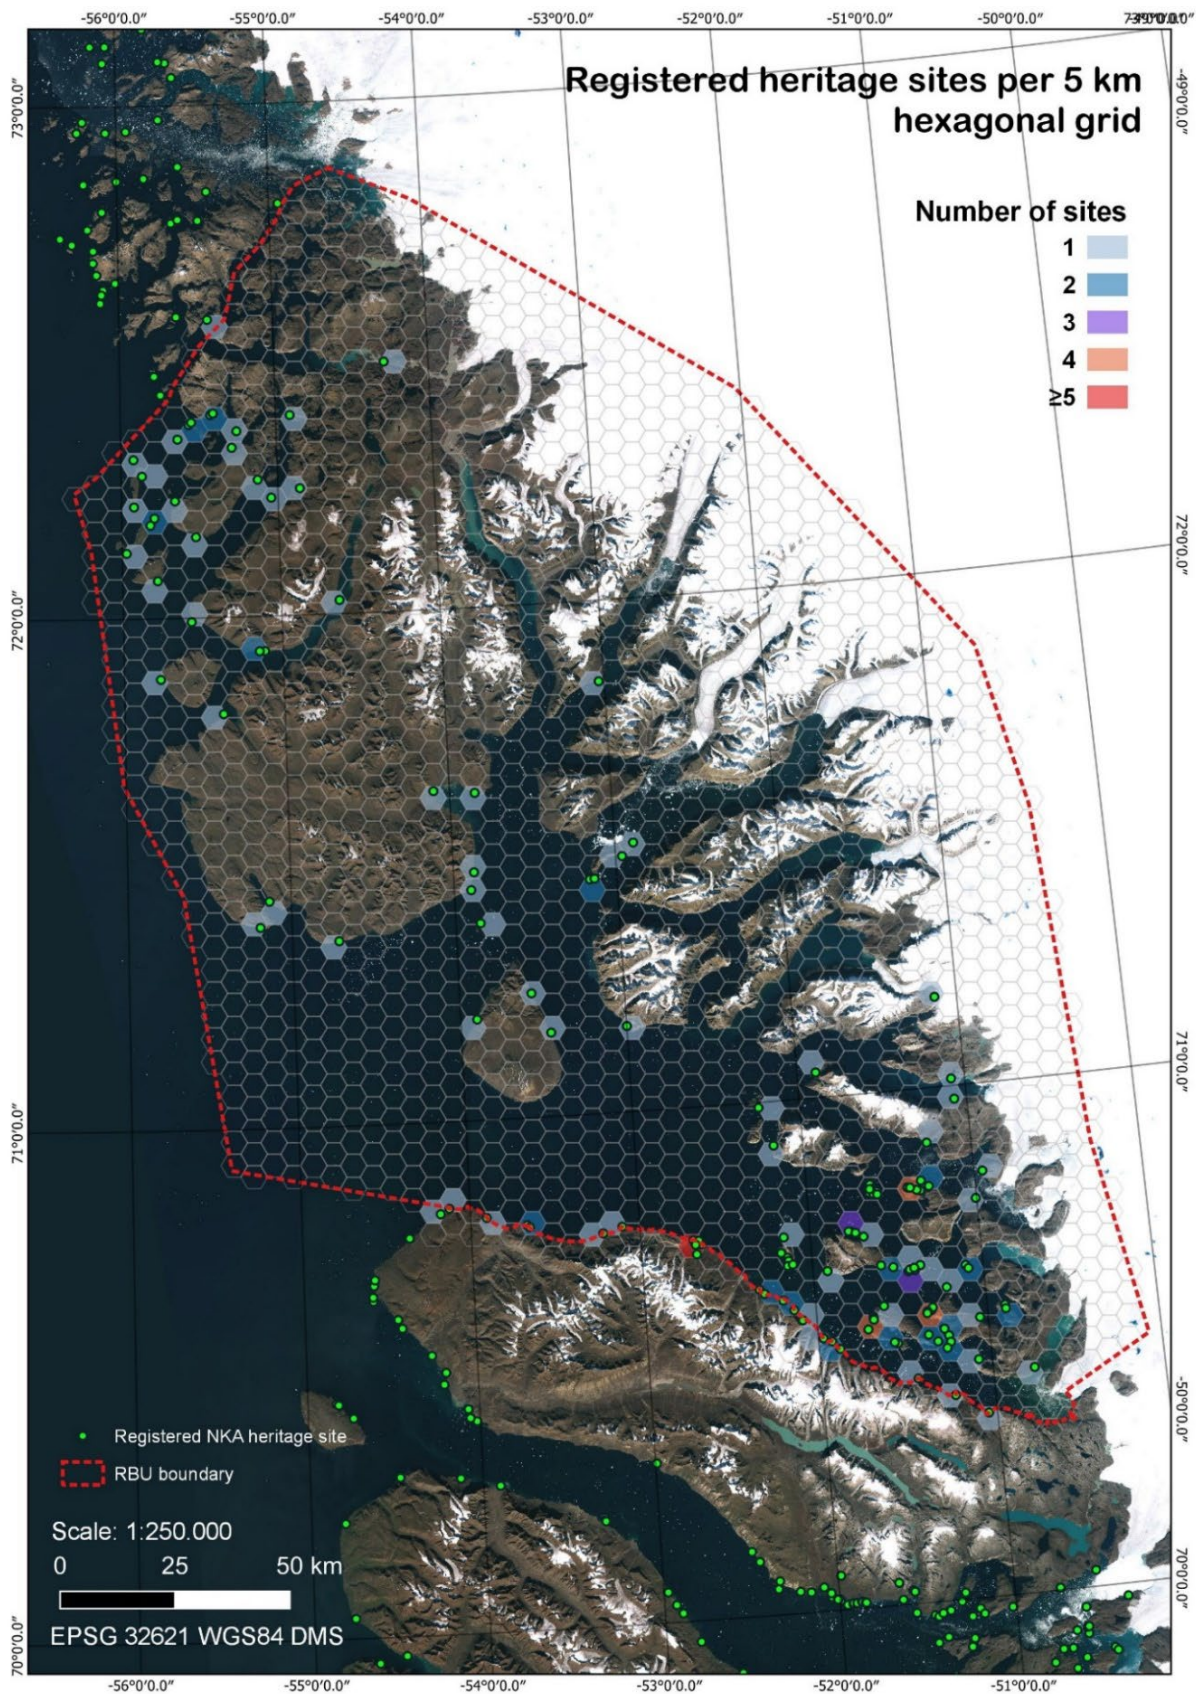 -56°0'0.0" -55°0'0.0" -54°0'0.0" -53°0'0.0" -52°0'0.0" -51°0'0.0" -50°0'0.0"
-49°0'0.0"
73°0'0.0"
Registered heritage sites per 5 km
hexagonal grid
Number of sites
1
2
3
4
≥5
72°0'0.0"
72°0'0.0"
71°0'0.0"
71°0'0.0"
-50°0'0.0"
Registered NKA heritage site
RBU boundary
Scale: 1:250.000
0 25 50 km
EPSG 32621 WGS84 DMS
70°0'0.0"
70°0'0.0"
-56°0'0.0" -55°0'0.0" -54°0'0.0" -53°0'0.0" -52°0'0.0" -51°0'0.0"